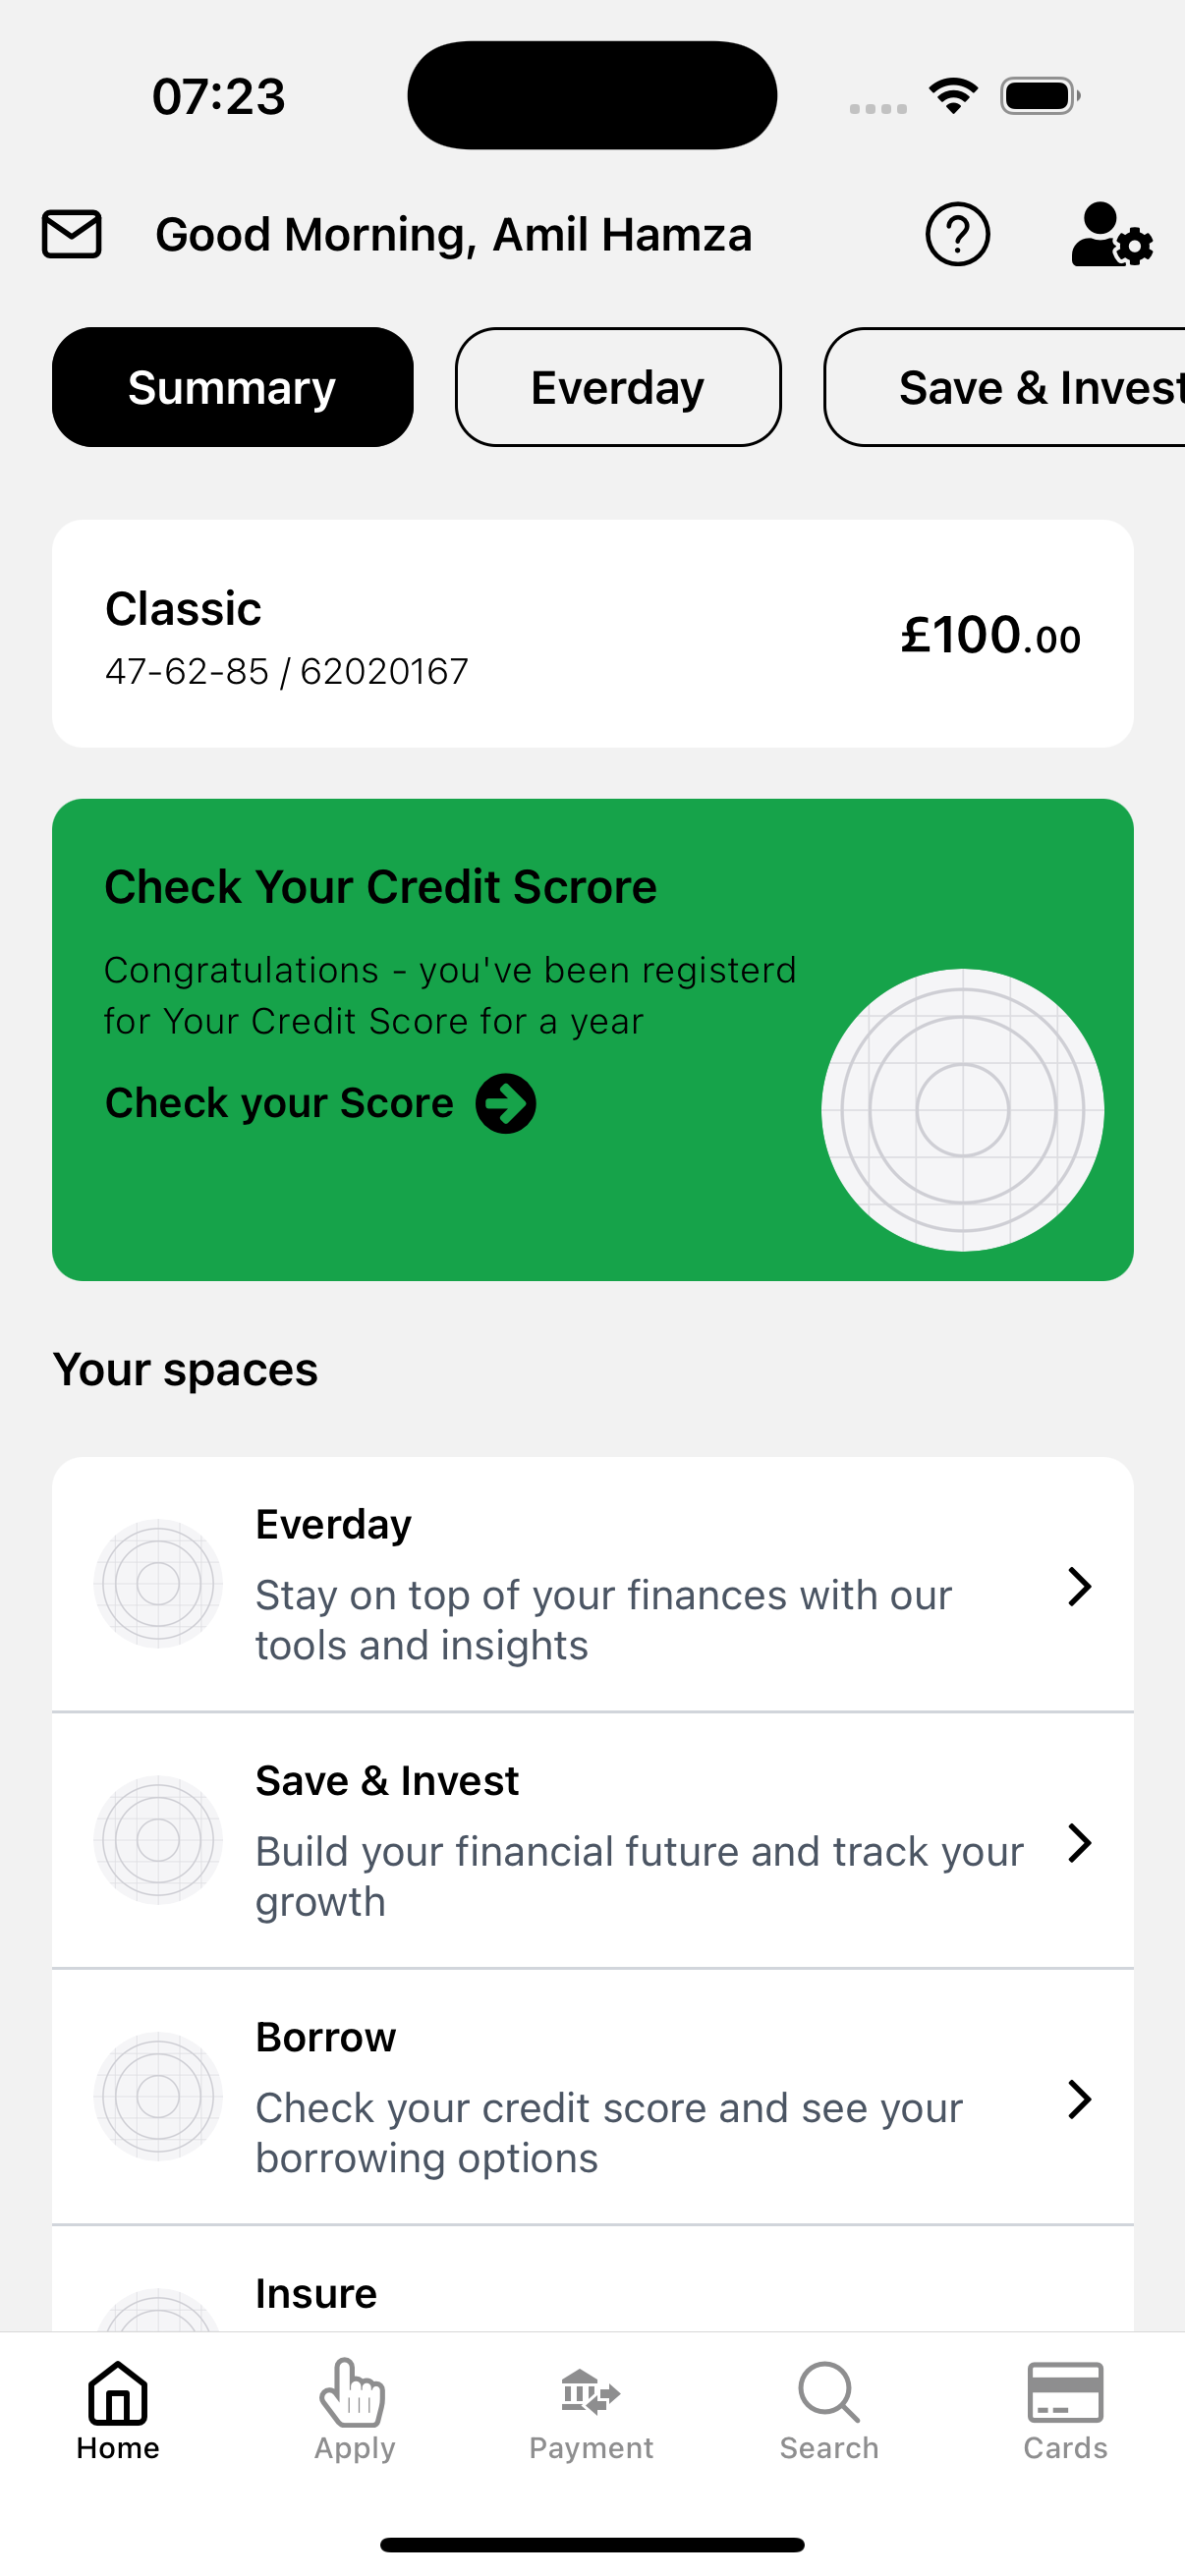 07:23
Good Morning, Amil Hamza
Summary
Everday
Save & Invest
Classic
£100.00
47-62-85 / 62020167
Check Your Credit Scrore
Congratulations - you've been registerd
for Your Credit Score for a year
Check your Score
Your spaces
Everday
Stay on top of your finances with our
tools and insights
Save & Invest
Build your financial future and track your
growth
Borrow
Check your credit score and see your
borrowing options
Insure
Home
Apply
Payment
Search
Cards